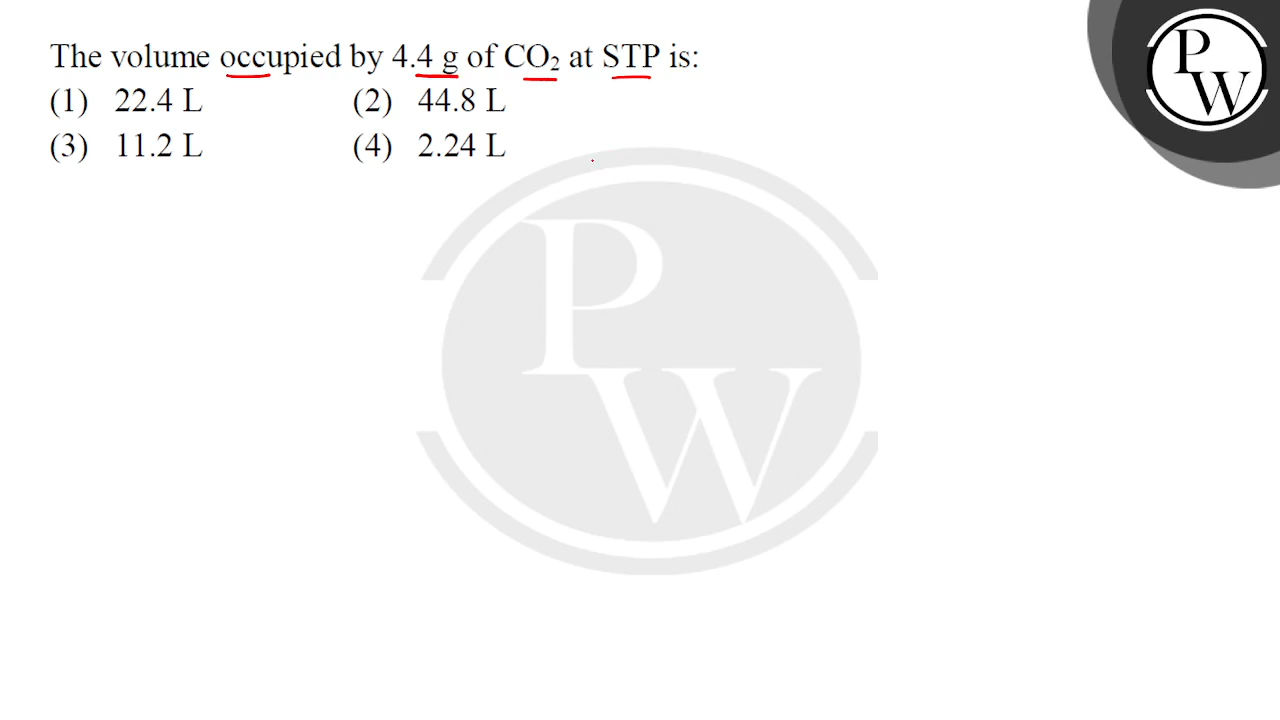 The volume occupied by 4.4 g of CO₂ at STP is:
(1) 22.4 L (2) 44.8 L
(3) 11.2 L (4) 2.24 L
P
W
P
W